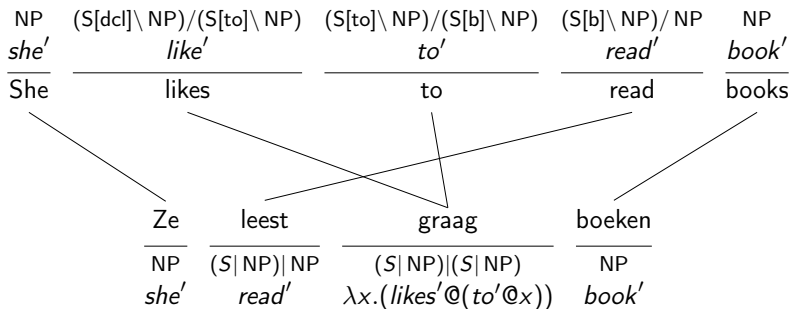 NP (S[dcl]\NP)/(S[to]\NP) (S[to]\NP)/(S[b]\NP) (S[b]\NP)/NP NP
she′ like′ to′ read′ book′
She likes to read books
Ze leest graag boeken
NP (S|NP)|NP (S|NP)|(S|NP) NP
she′ read′ λx.(likes′@(to′@x)) book′